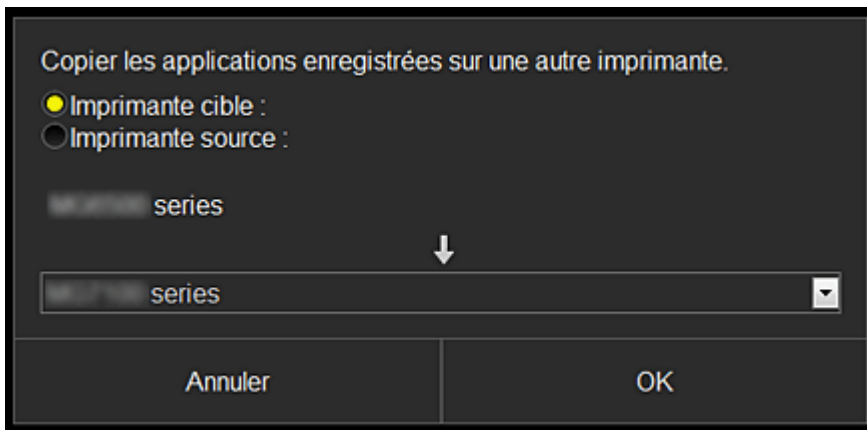 Copier les applications enregistrées sur une autre imprimante.
Imprimante cible :
Imprimante source :
series
series
Annuler
OK